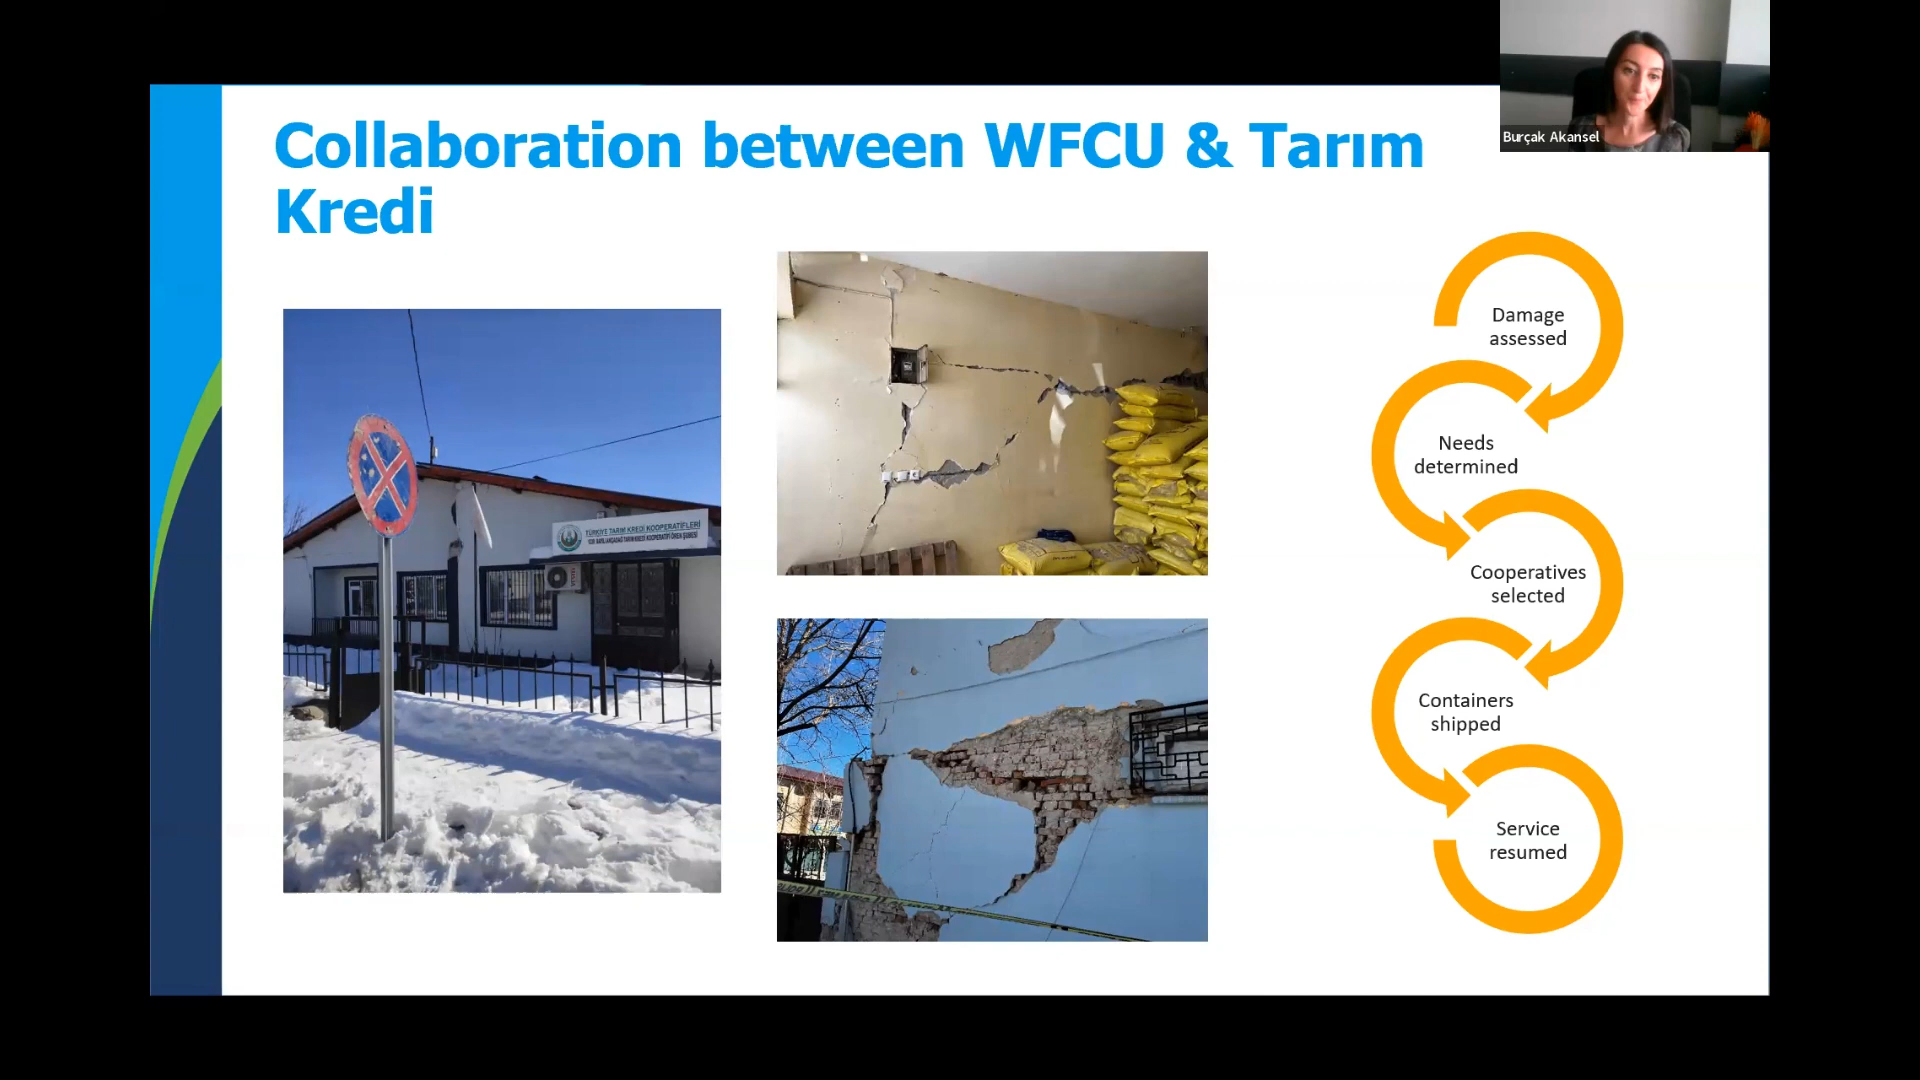 Burçak Akansel
Collaboration between WFCU & Tarım
Kredi
TÜRKİYE TARIM KREDİ KOOPERATİFLERİ
Damage
assessed
Needs
determined
Cooperatives
selected
Containers
shipped
Service
resumed